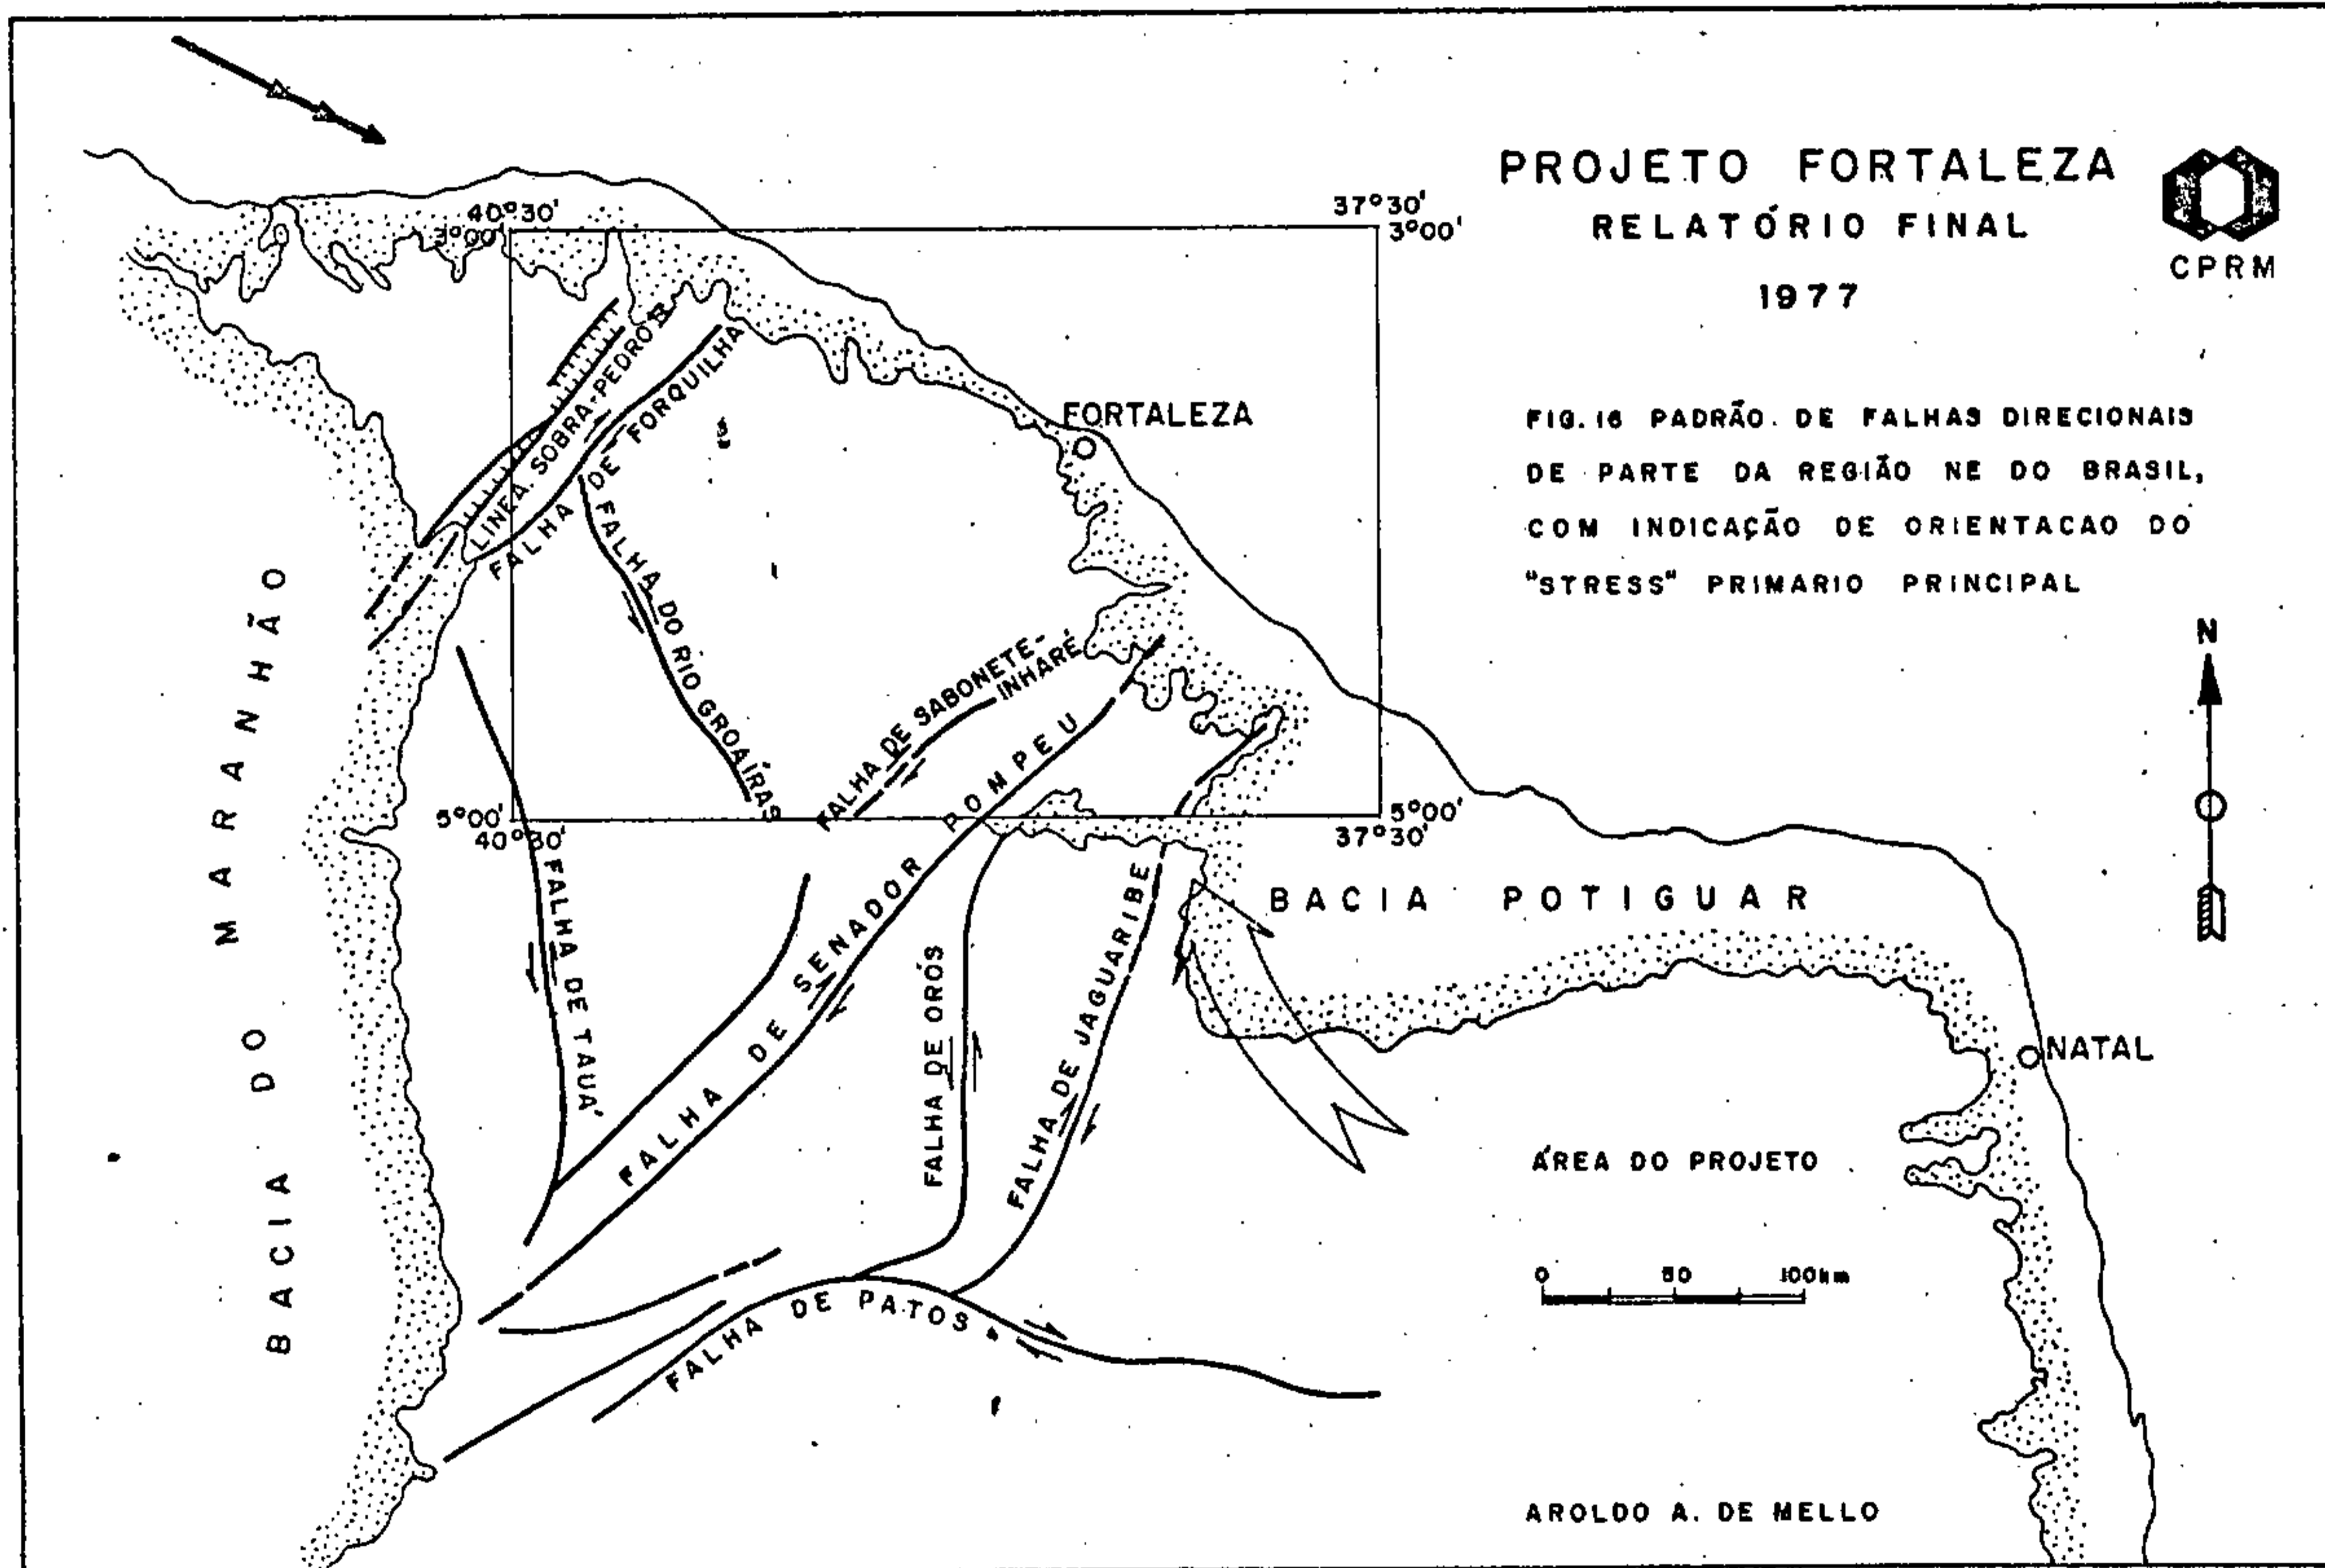 PROJETO FORTALEZA
RELATÓRIO FINAL
1977
CPRM
FIG. 16 PADRÃO DE FALHAS DIRECIONAIS
DE PARTE DA REGIÃO NE DO BRASIL,
COM INDICAÇÃO DE ORIENTACAO DO
"STRESS" PRIMARIO PRINCIPAL
N
40°30'
3°00'
37°30'
3°00'
LINEA. SOBRA-PEDRO
FALHA DE FORQUILHA
FORTALEZA
FALHA DO RIO GROAÍRAS
FALHA DE SABONETE-
INHARÉ
5°00'
40°30'
5°00'
37°30'
BACIA DO MARANHÃO
FALHA DE TAUÁ
FALHA DE SENADOR POMPEU
FALHA DE ORÓS
FALHA DE JAGUARIBE
BACIA POTIGUAR
NATAL
FALHA DE PATOS
ÁREA DO PROJETO
0 50 100km
AROLDO A. DE MELLO